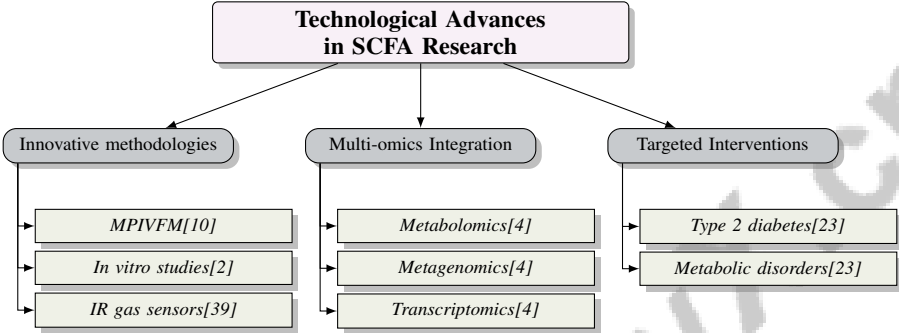 Technological Advances
in SCFA Research
Innovative methodologies
MPIVFM[10]
In vitro studies[2]
IR gas sensors[39]
Multi-omics Integration
Metabolomics[4]
Metagenomics[4]
Transcriptomics[4]
Targeted Interventions
Type 2 diabetes[23]
Metabolic disorders[23]